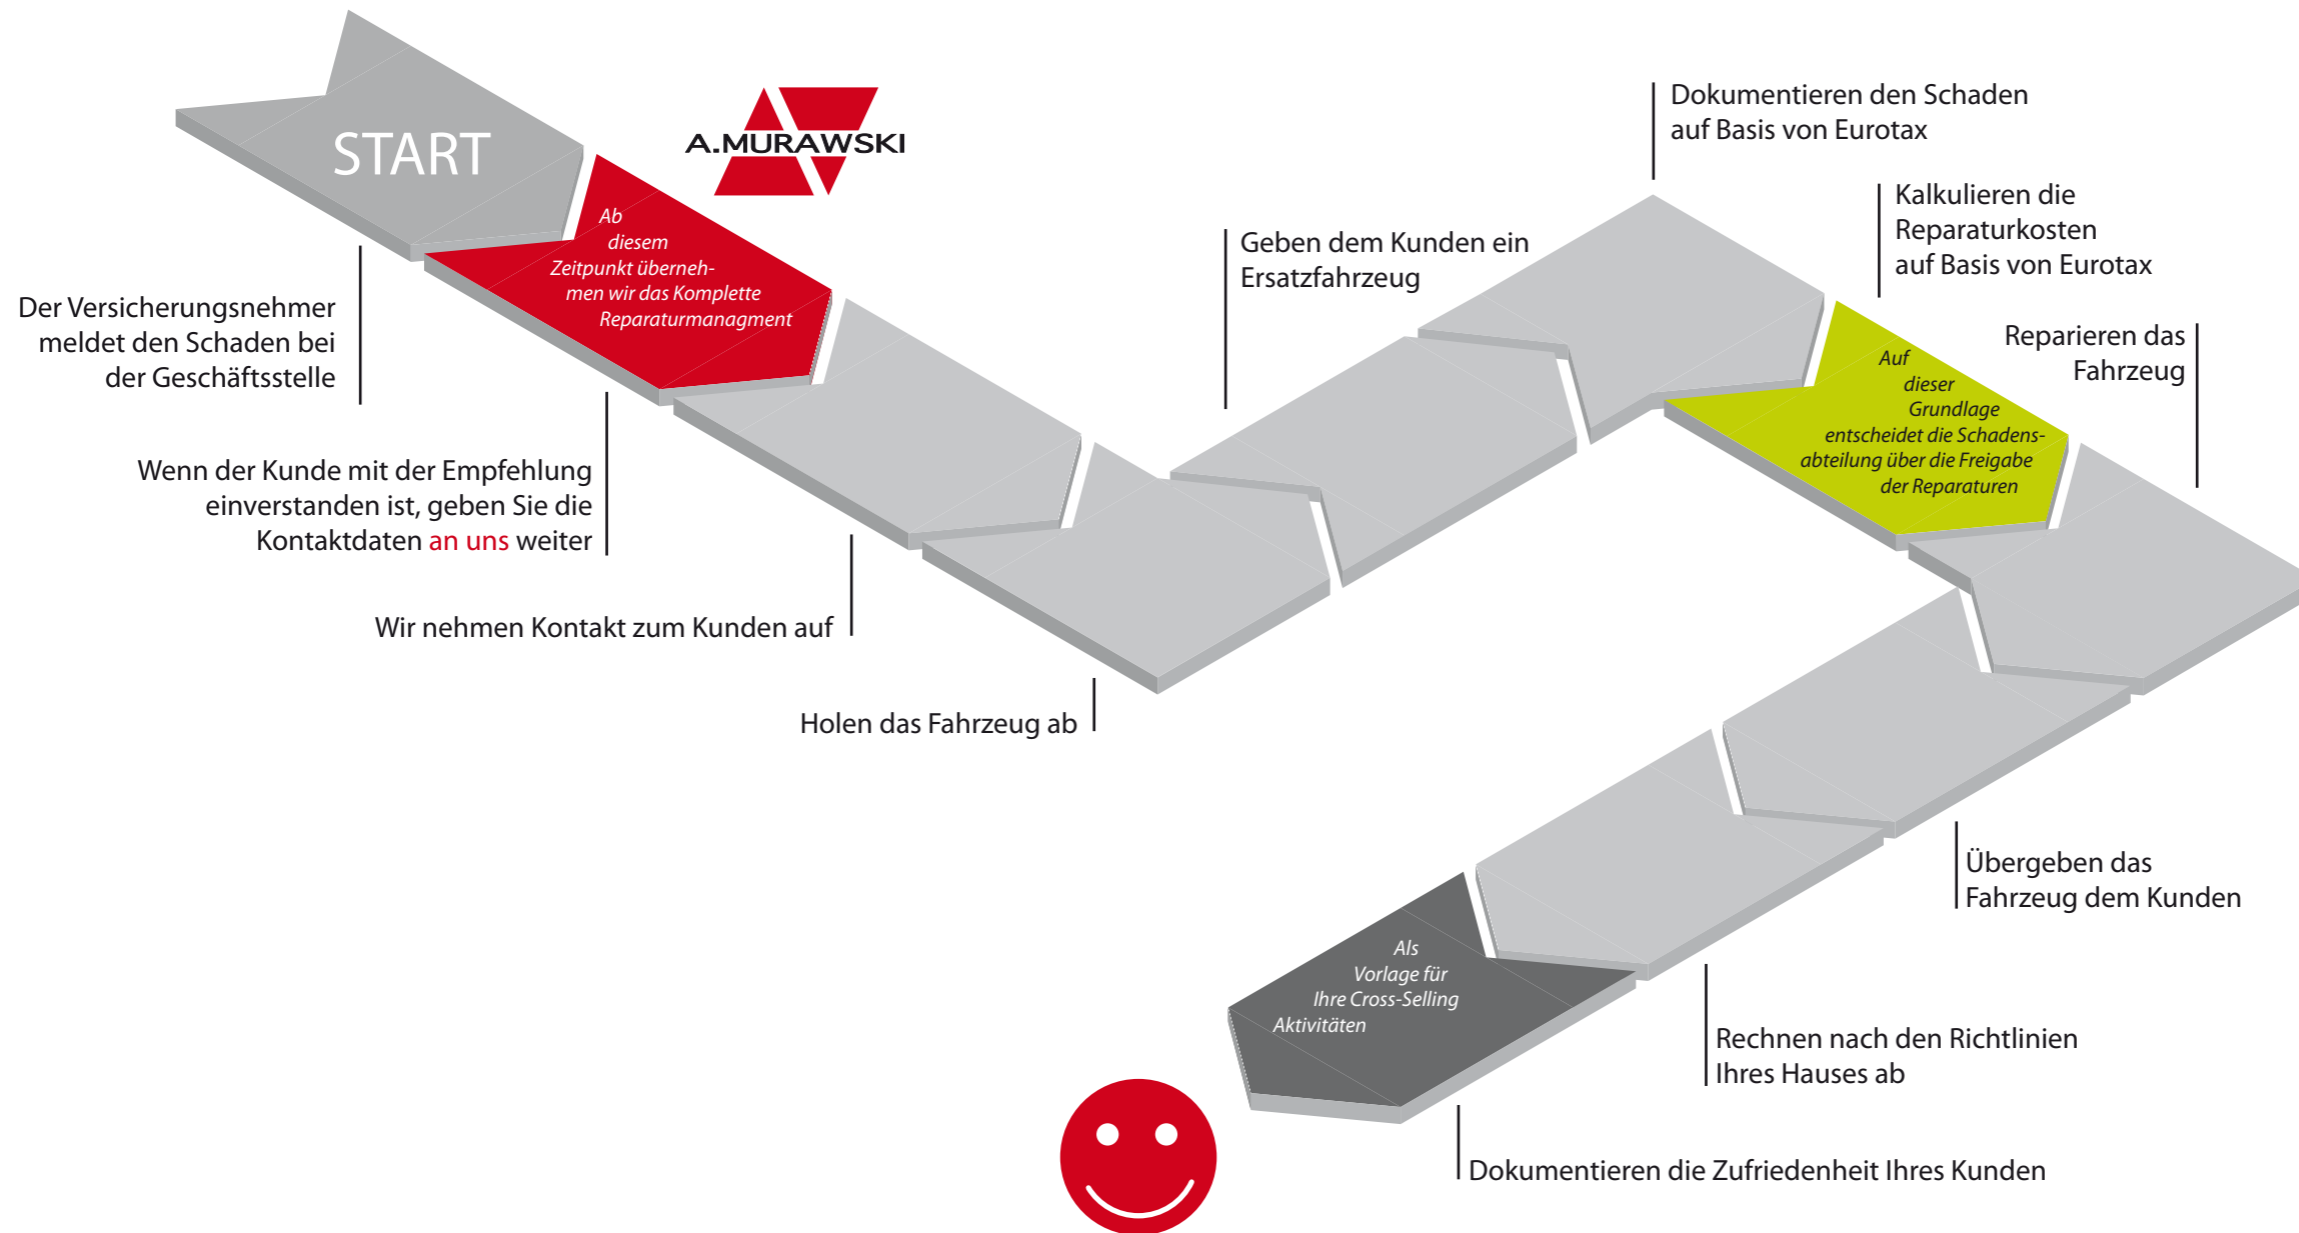 START
A.MURAWSKI
Der Versicherungsnehmer
meldet den Schaden bei
der Geschäftsstelle
Ab
diesem
Zeitpunkt überneh-
men wir das Komplette
Reparaturmanagment
Wenn der Kunde mit der Empfehlung
einverstanden ist, geben Sie die
Kontaktdaten an uns weiter
Wir nehmen Kontakt zum Kunden auf
Holen das Fahrzeug ab
Geben dem Kunden ein
Ersatzfahrzeug
Dokumentieren den Schaden
auf Basis von Eurotax
Kalkulieren die
Reparaturkosten
auf Basis von Eurotax
Auf
dieser
Grundlage
entscheidet die Schadens-
abteilung über die Freigabe
der Reparaturen
Reparieren das
Fahrzeug
Übergeben das
Fahrzeug dem Kunden
Rechnen nach den Richtlinien
Ihres Hauses ab
Als
Vorlage für
Ihre Cross-Selling
Aktivitäten
Dokumentieren die Zufriedenheit Ihres Kunden